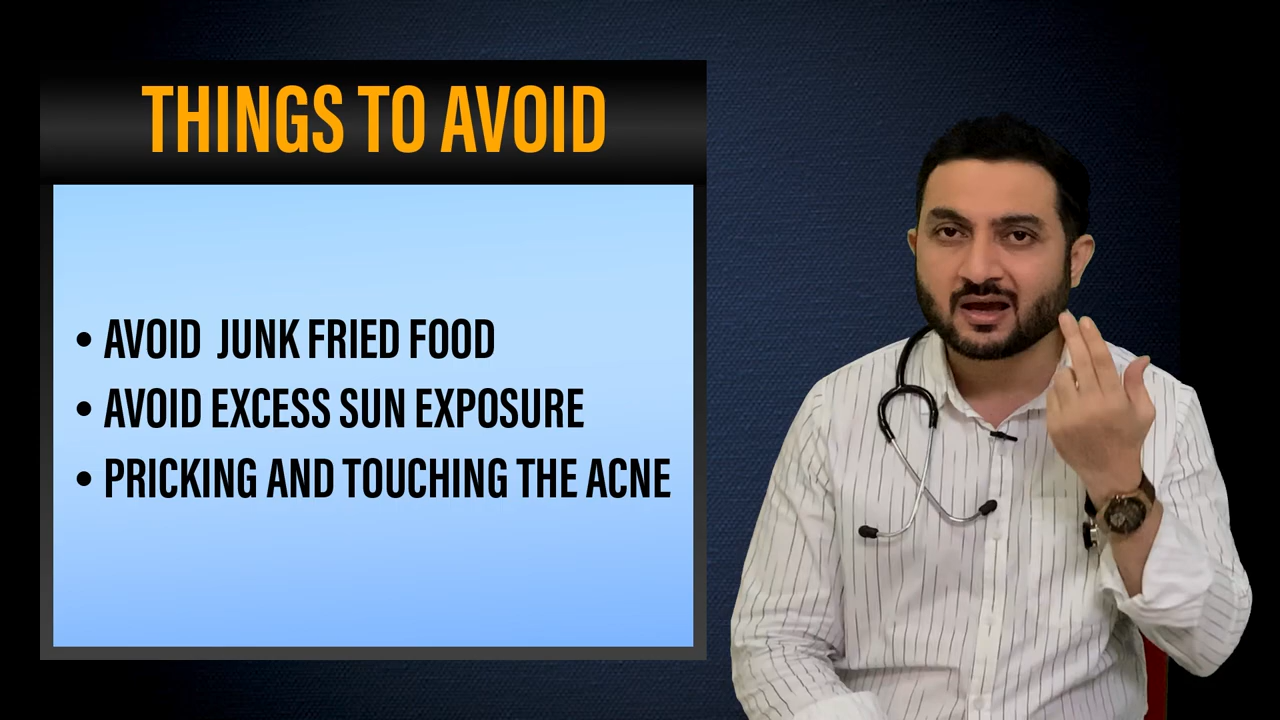 THINGS TO AVOID
• AVOID  JUNK FRIED FOOD
• AVOID EXCESS SUN EXPOSURE
• PRICKING AND TOUCHING THE ACNE